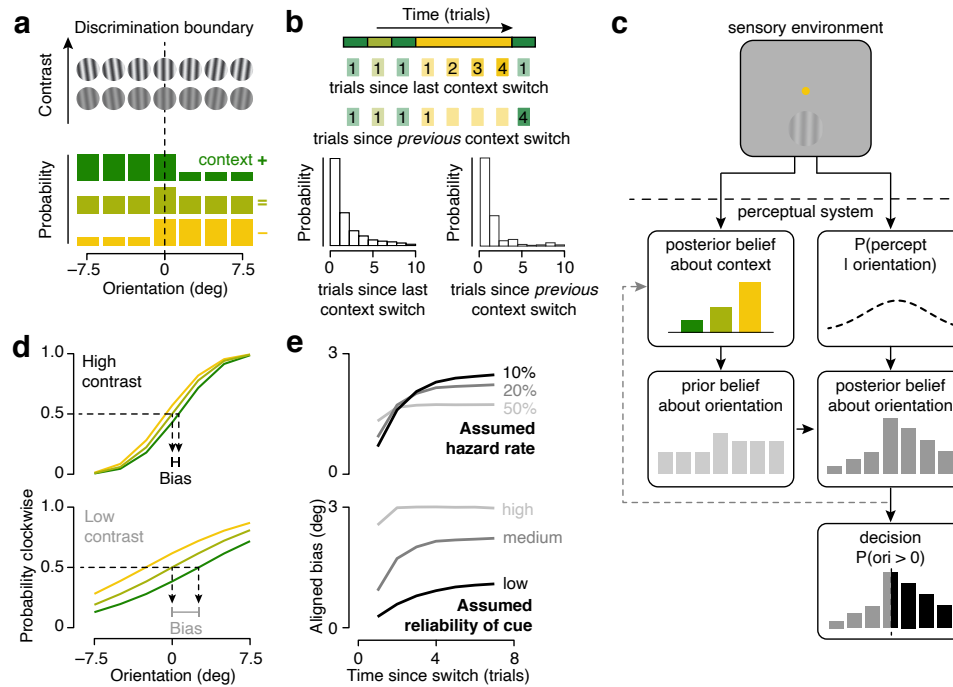 a
Discrimination boundary
Contrast
Probability
context +
=
−
−7.5
0
7.5
Orientation (deg)
b
Time (trials)
1 1 1 1 2 3 4 1
trials since last context switch
1 1 1 1 4
trials since previous context switch
Probability
0 5 10
trials since last
context switch
Probability
0 5 10
trials since previous
context switch
c
sensory environment
perceptual system
posterior belief
about context
P(percept
| orientation)
prior belief
about orientation
posterior belief
about orientation
decision
P(ori > 0)
d
1.0
High
contrast
0.5
0
Bias
Probability clockwise
1.0
Low
contrast
0.5
0
Bias
-7.5 0 7.5
Orientation (deg)
e
3
10%
20%
50%
Assumed
hazard rate
0
Aligned bias (deg)
3
high
medium
low
Assumed
reliability of cue
0
0 4 8
Time since switch (trials)